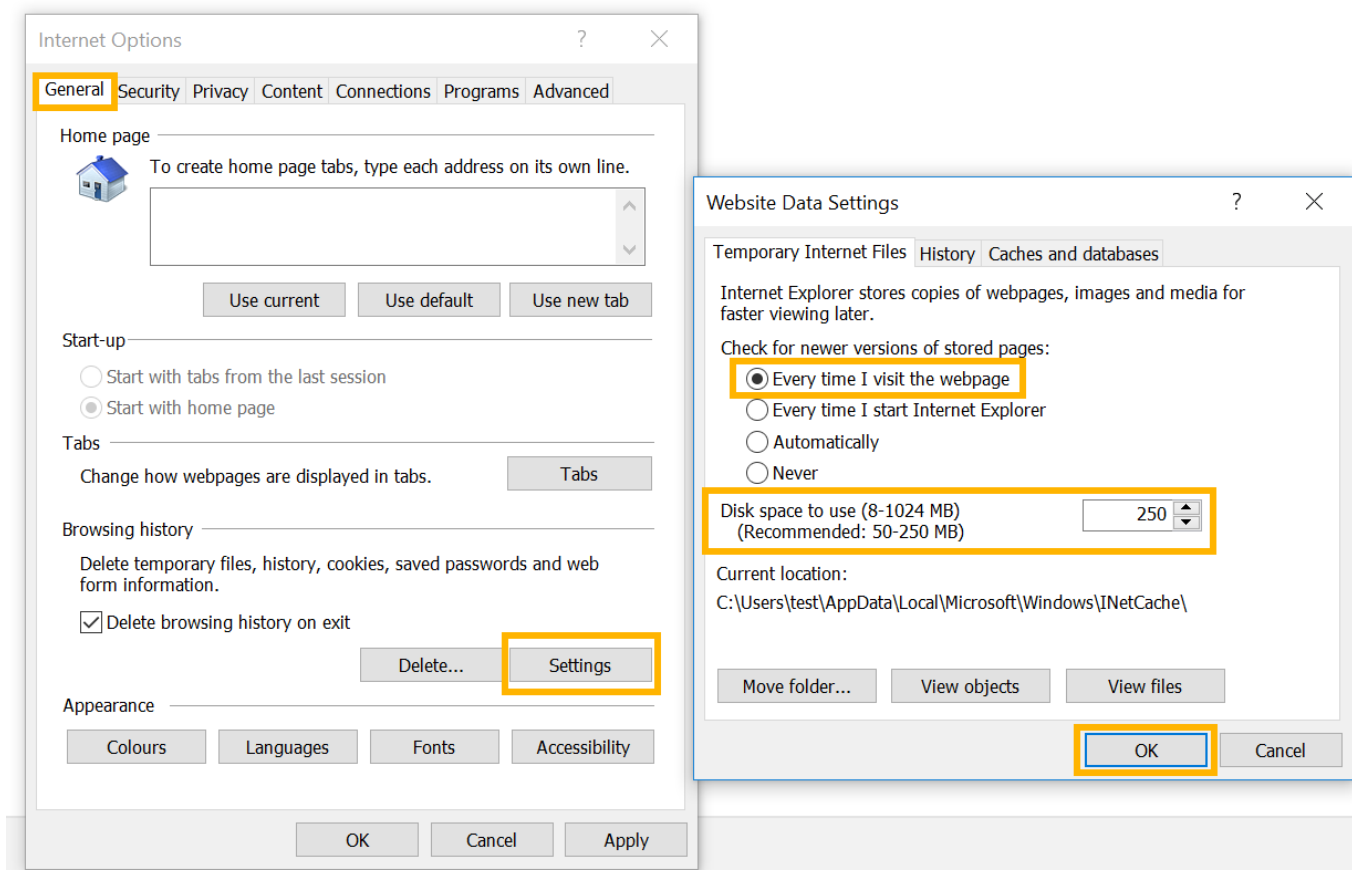 Internet Options
General Security Privacy Content Connections Programs Advanced
Home page
To create home page tabs, type each address on its own line.
Use current Use default Use new tab
Start-up
Start with tabs from the last session
Start with home page
Tabs
Change how webpages are displayed in tabs. Tabs
Browsing history
Delete temporary files, history, cookies, saved passwords and web
form information.
Delete browsing history on exit
Delete... Settings
Appearance
Colours Languages Fonts Accessibility
OK Cancel Apply
Website Data Settings
Temporary Internet Files History Caches and databases
Internet Explorer stores copies of webpages, images and media for
faster viewing later.
Check for newer versions of stored pages:
Every time I visit the webpage
Every time I start Internet Explorer
Automatically
Never
Disk space to use (8-1024 MB) 250
(Recommended: 50-250 MB)
Current location:
C:\Users\test\AppData\Local\Microsoft\Windows\INetCache\
Move folder... View objects View files
OK Cancel